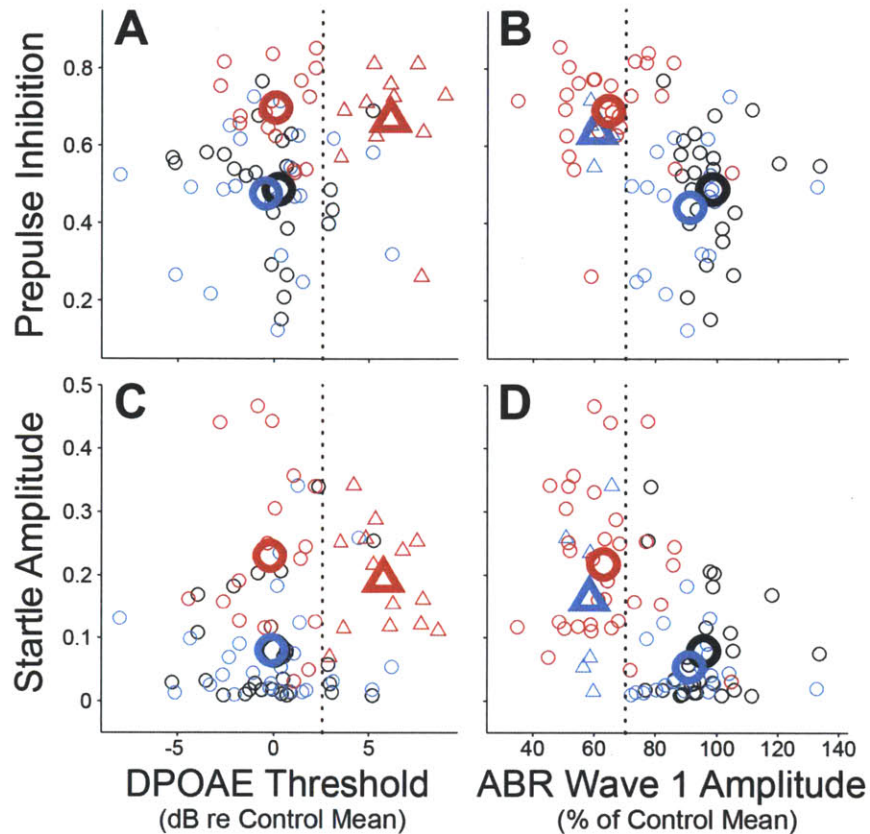 A
B
Prepulse Inhibition
0.8
0.6
0.4
0.2
C
D
Startle Amplitude
0.5
0.4
0.3
0.2
0.1
0
-5 0 5
40 60 80 100 120 140
DPOAE Threshold
(dB re Control Mean)
ABR Wave 1 Amplitude
(% of Control Mean)